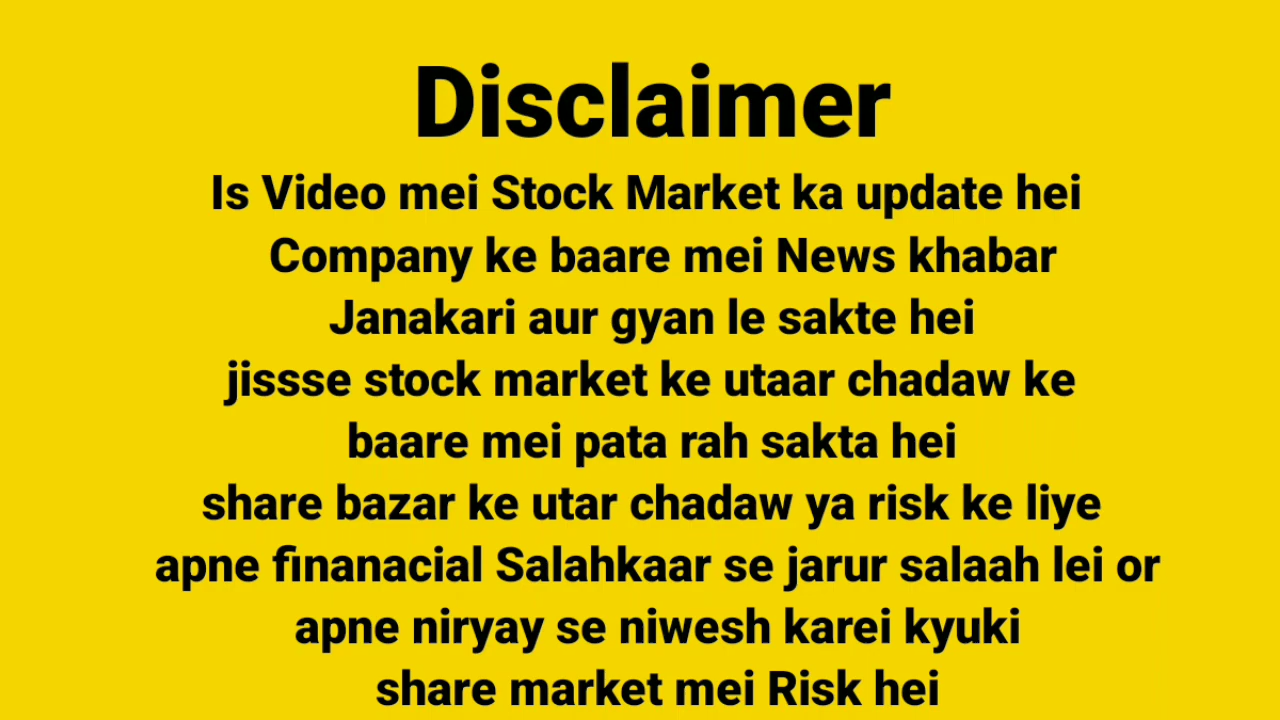 Disclaimer
Is Video mei Stock Market ka update hei
Company ke baare mei News khabar
Janakari aur gyan le sakte hei
jissse stock market ke utaar chadaw ke
baare mei pata rah sakta hei
share bazar ke utar chadaw ya risk ke liye
apne finanacial Salahkaar se jarur salaah lei or
apne niryay se niwesh karei kyuki
share market mei Risk hei